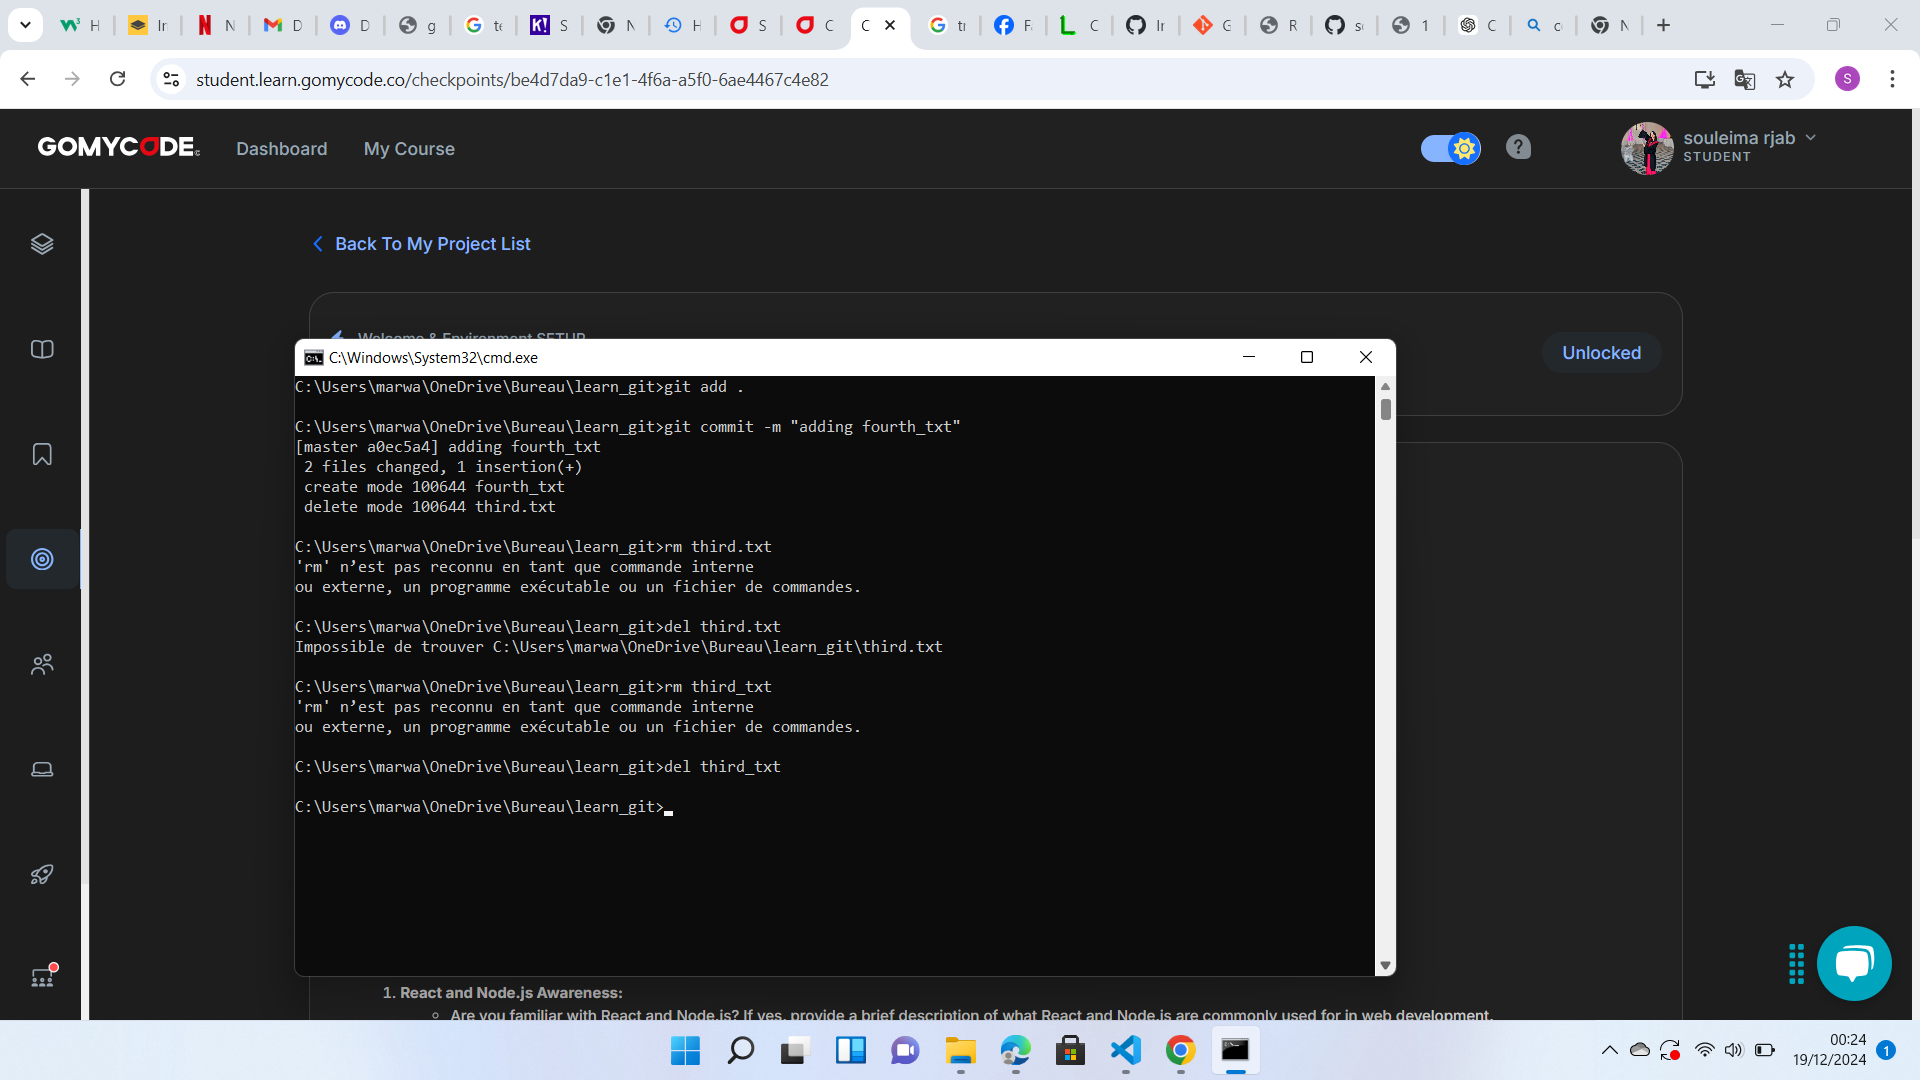 H
In
N
D
D
g
te
K!
S
N
H
S
C
C
tr
Fa
C
In
G
R
so
1
C
co
N
student.learn.gomycode.co/checkpoints/be4d7da9-c1e1-4f6a-a5f0-6ae4467c4e82
S
GOMYCODE
Dashboard
My Course
souleima rjab
STUDENT
Back To My Project List
Welcome & Environment SETUP
Unlocked
C:\Windows\System32\cmd.exe
C:\Users\marwa\OneDrive\Bureau\learn_git>git add .
C:\Users\marwa\OneDrive\Bureau\learn_git>git commit -m "adding fourth_txt"
[master a0ec5a4] adding fourth_txt
2 files changed, 1 insertion(+)
create mode 100644 fourth_txt
delete mode 100644 third.txt
C:\Users\marwa\OneDrive\Bureau\learn_git>rm third.txt
'rm' n’est pas reconnu en tant que commande interne
ou externe, un programme exécutable ou un fichier de commandes.
C:\Users\marwa\OneDrive\Bureau\learn_git>del third.txt
Impossible de trouver C:\Users\marwa\OneDrive\Bureau\learn_git\third.txt
C:\Users\marwa\OneDrive\Bureau\learn_git>rm third_txt
'rm' n’est pas reconnu en tant que commande interne
ou externe, un programme exécutable ou un fichier de commandes.
C:\Users\marwa\OneDrive\Bureau\learn_git>del third_txt
C:\Users\marwa\OneDrive\Bureau\learn_git>
1. React and Node.js Awareness:
Are you familiar with React and Node.js? If yes, provide a brief description of what React and Node.js are commonly used for in web development.
00:24
19/12/2024
1